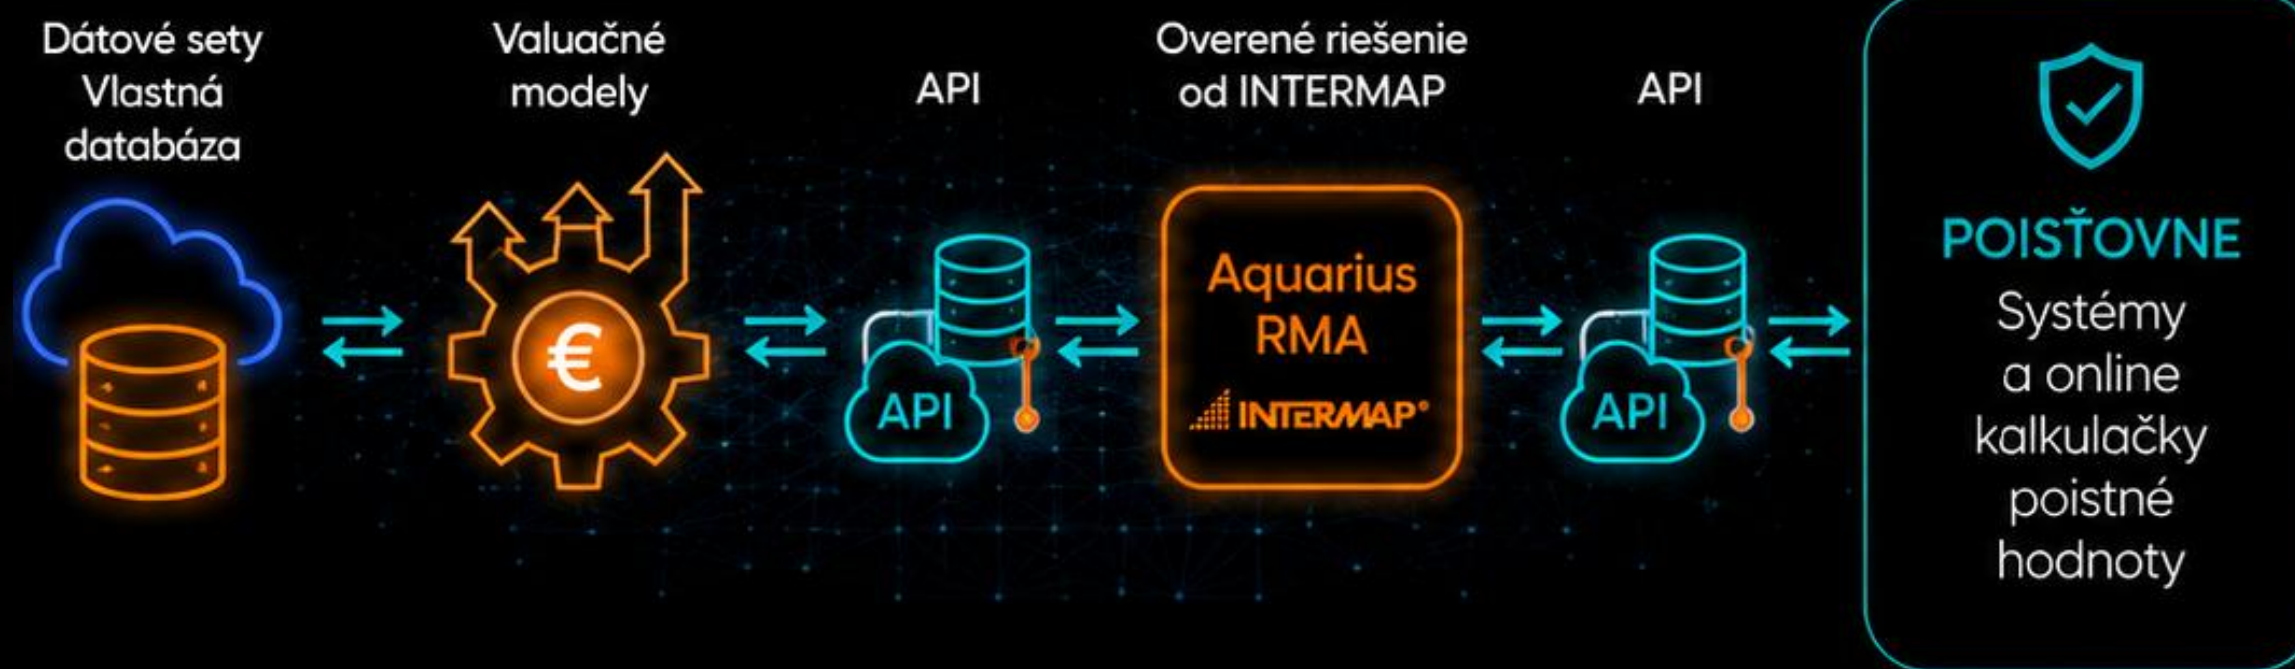 Dátové sety
Vlastná
databáza
Valuačné
modely
API
Overené riešenie
od INTERMAP
API
€
API
Aquarius
RMA
INTERMAP®
API
POISŤOVNE
Systémy
a online
kalkulačky
poistné
hodnoty